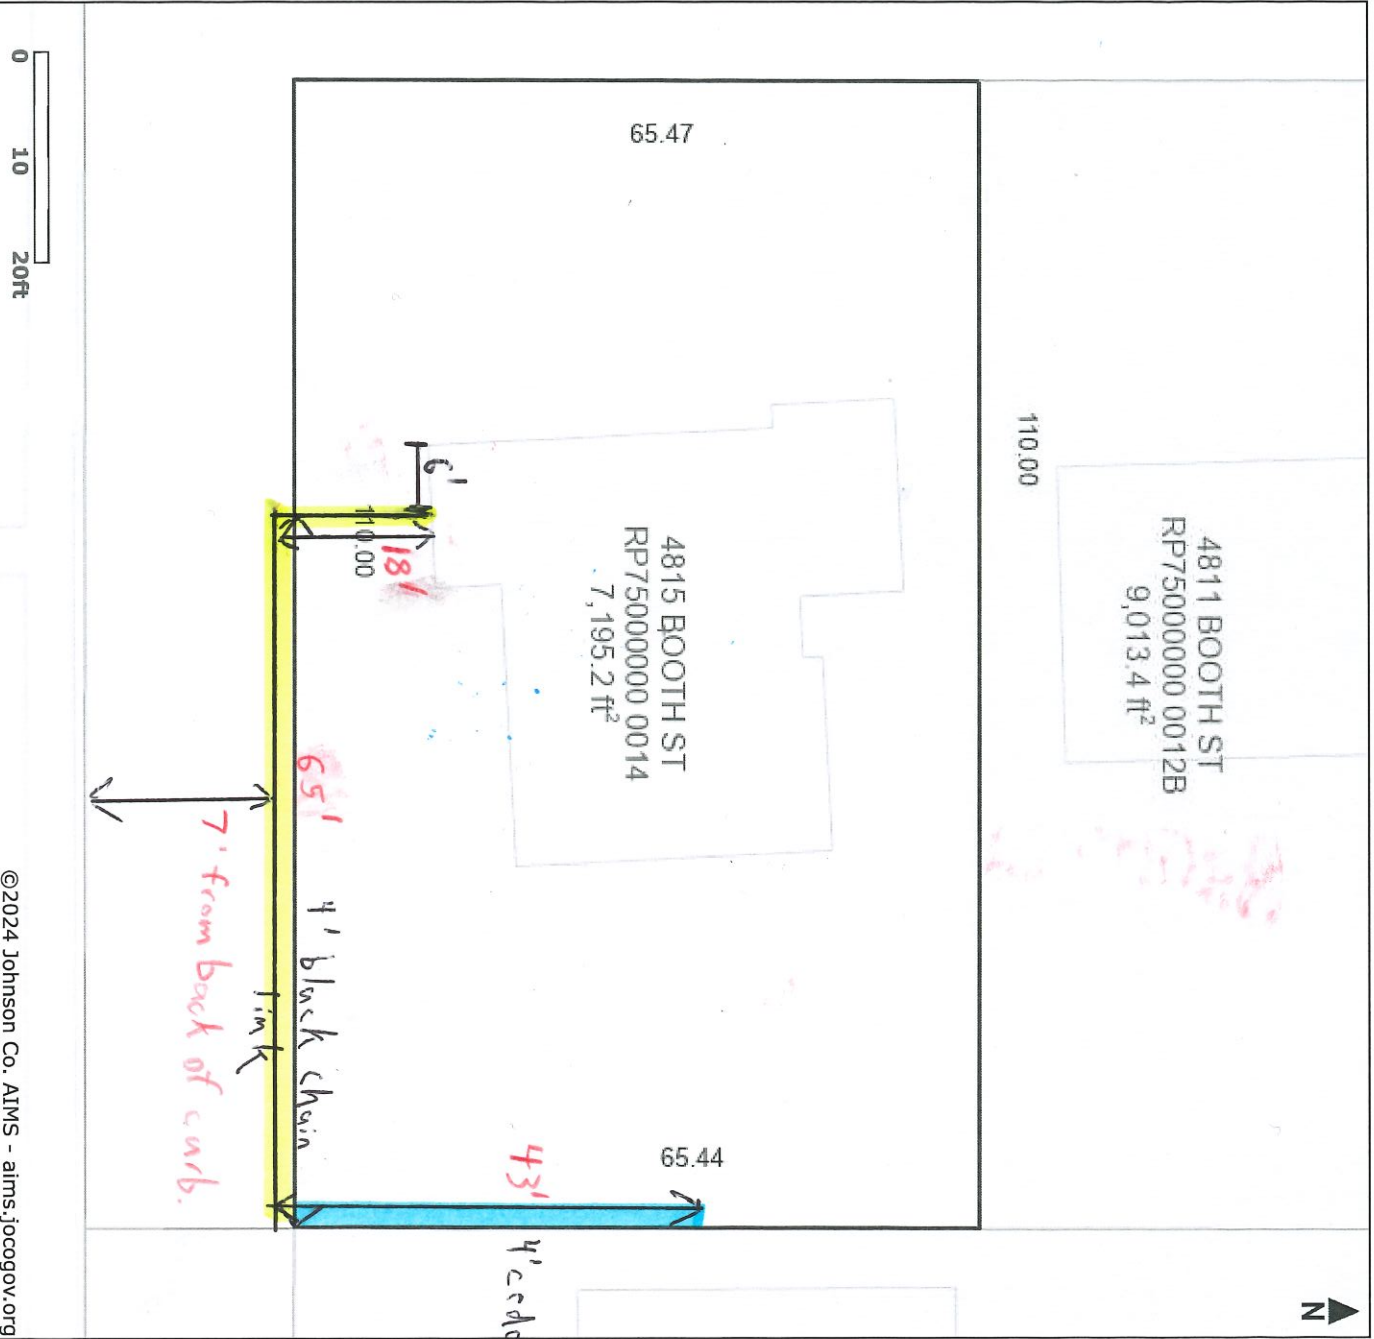 65.47
110.00
4811 BOOTH ST
RP75000000 0012B
9,013.4 ft²
4815 BOOTH ST
RP75000000 0014
7,195.2 ft²
6'
18'
110.00
65'
4' black chain
link
7' from back of curb.
43'
65.44
4'
N
0 10 20ft
©2024 Johnson Co. AIMS - aims.jocogov.org